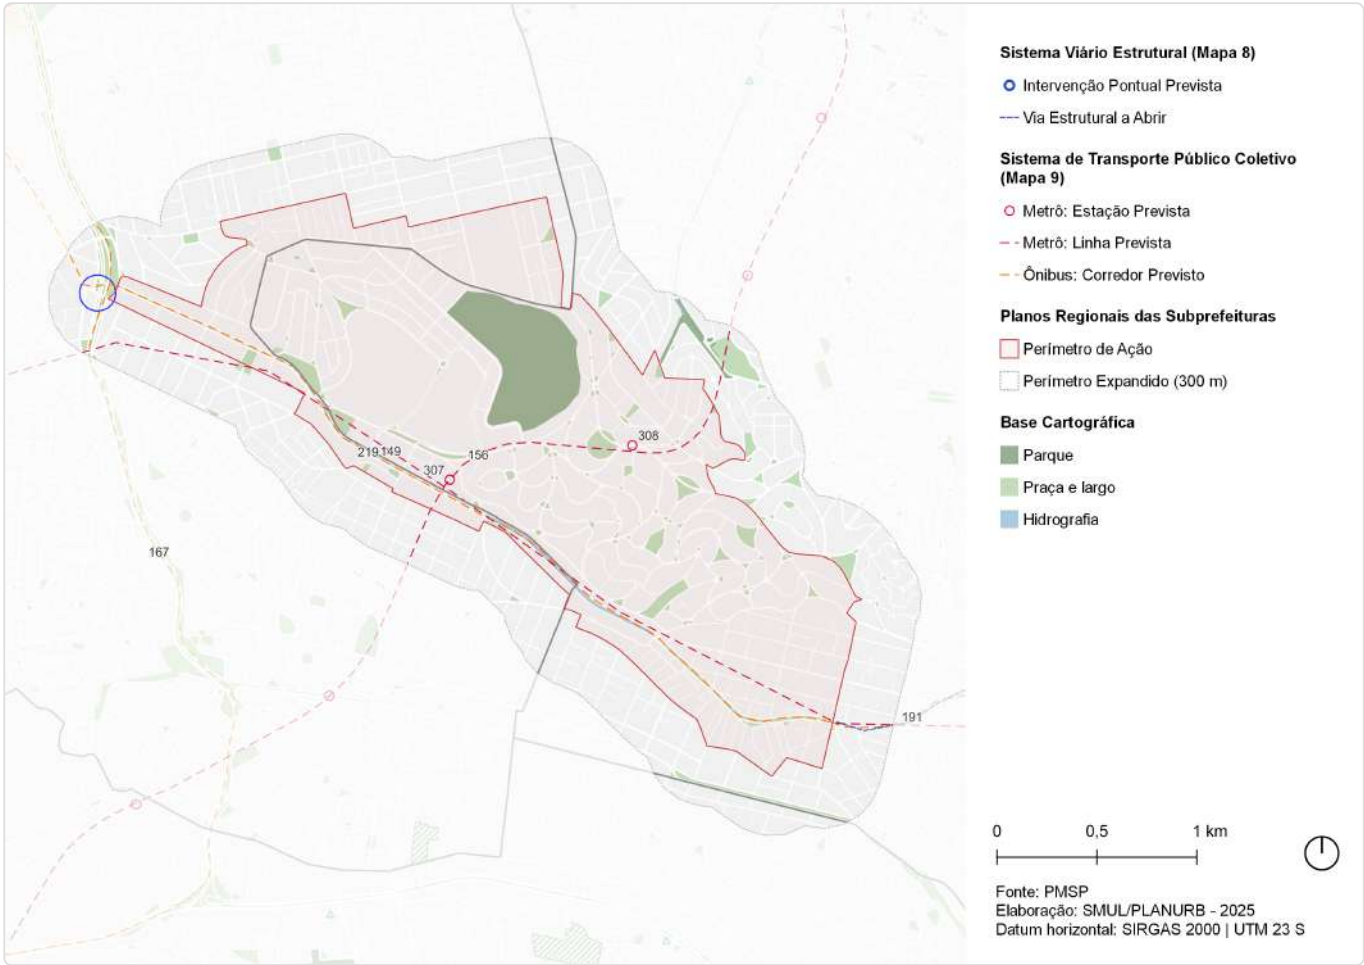 Sistema Viário Estrutural (Mapa 8)
Intervenção Pontual Prevista
Via Estrutural a Abrir
Sistema de Transporte Público Coletivo
(Mapa 9)
Metrô: Estação Prevista
Metrô: Linha Prevista
Ônibus: Corredor Previsto
Planos Regionais das Subprefeituras
Perímetro de Ação
Perímetro Expandido (300 m)
Base Cartográfica
Parque
Praça e largo
Hidrografia
308
219,149
156
307
167
191
0 0,5 1 km
Fonte: PMSP
Elaboração: SMUL/PLANURB - 2025
Datum horizontal: SIRGAS 2000 | UTM 23 S